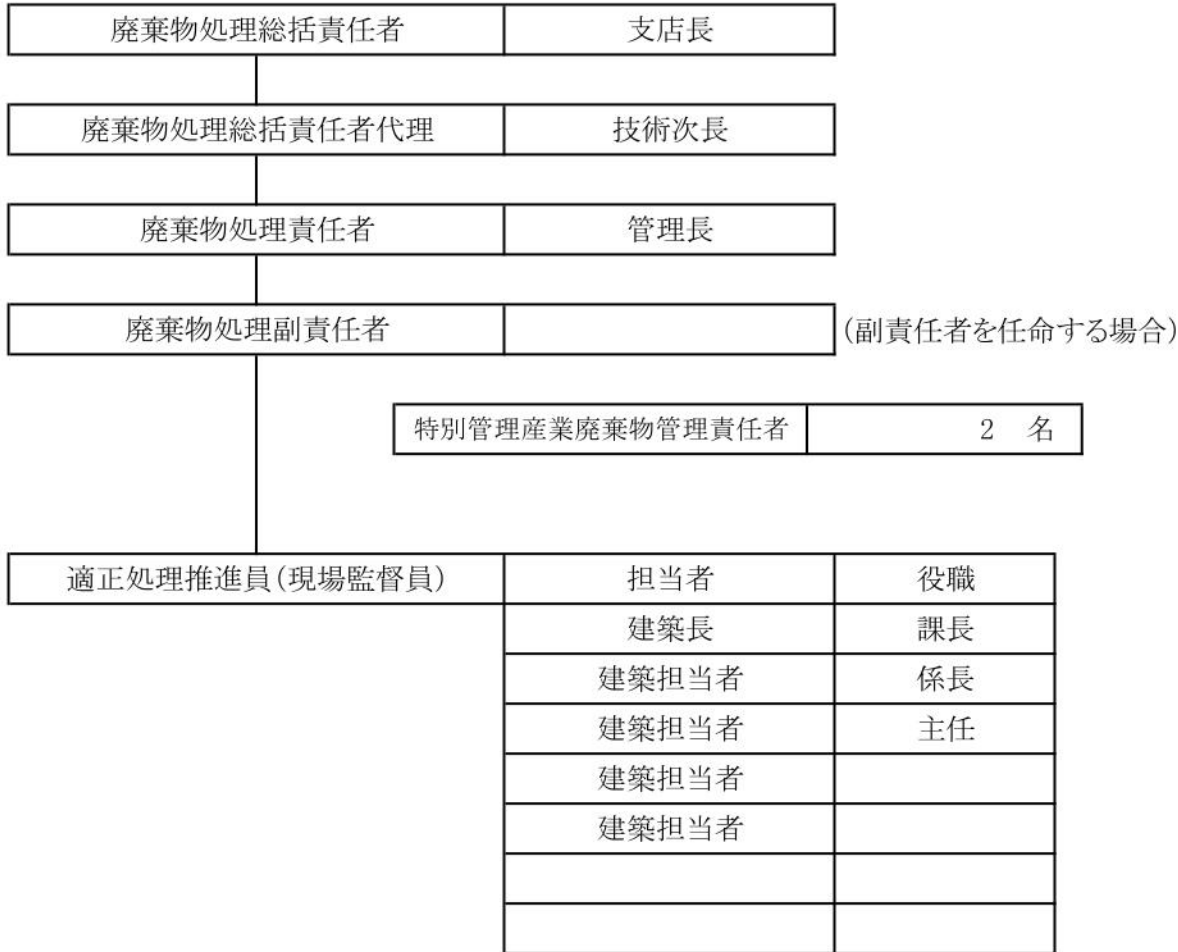 廃棄物処理総括責任者 支店長
廃棄物処理総括責任者代理 技術次長
廃棄物処理責任者 管理長
廃棄物処理副責任者 (副責任者を任命する場合)
特別管理産業廃棄物管理責任者 2 名
適正処理推進員(現場監督員) 担当者 役職
建築長 課長
建築担当者 係長
建築担当者 主任
建築担当者
建築担当者